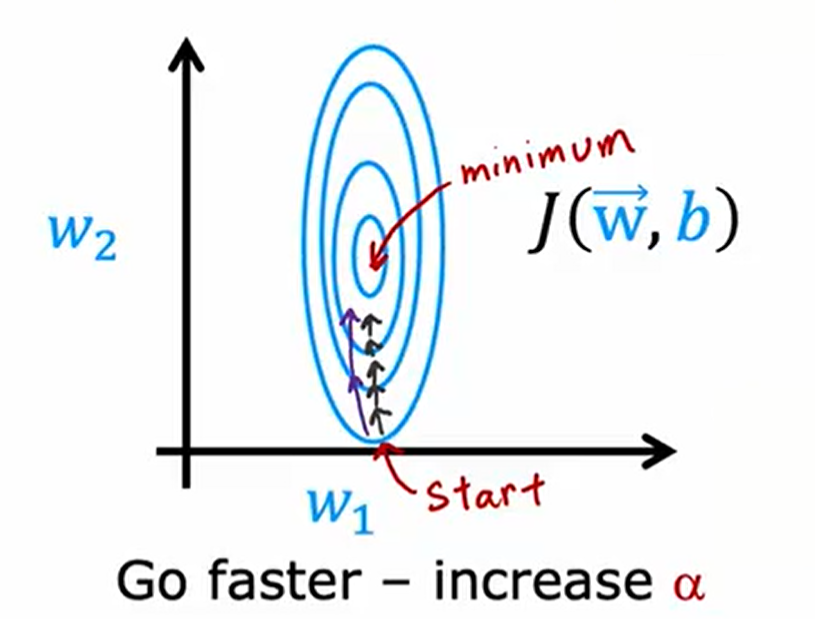 minimum
w₂
J(w⃗, b)
start
w₁
Go faster – increase α